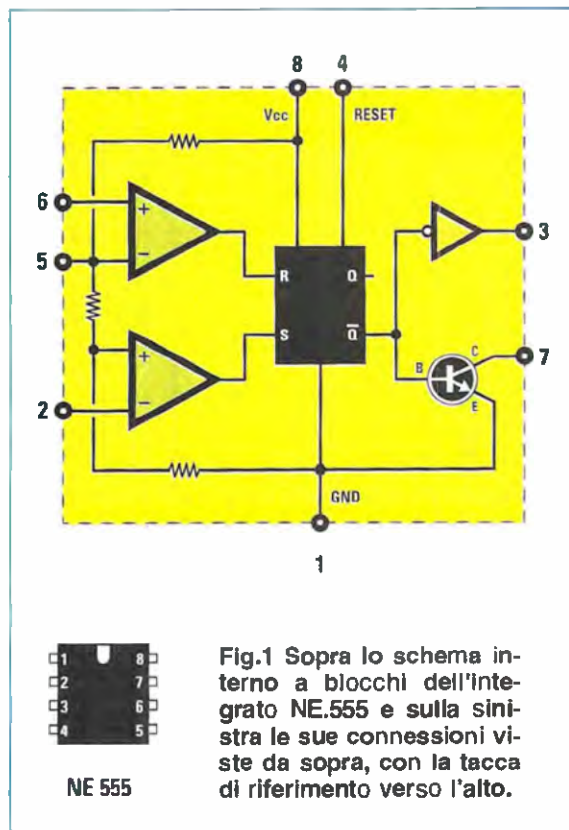 8 4
Vcc RESET
6 + −
5
R Q
3
S Q̄
+ −
2
B C E
7
GND
1
1 8
2 7
3 6
4 5
NE 555
Fig.1 Sopra lo schema in-
terno a blocchi dell'inte-
grato NE.555 e sulla sini-
stra le sue connessioni vi-
ste da sopra, con la tacca
di riferimento verso l'alto.